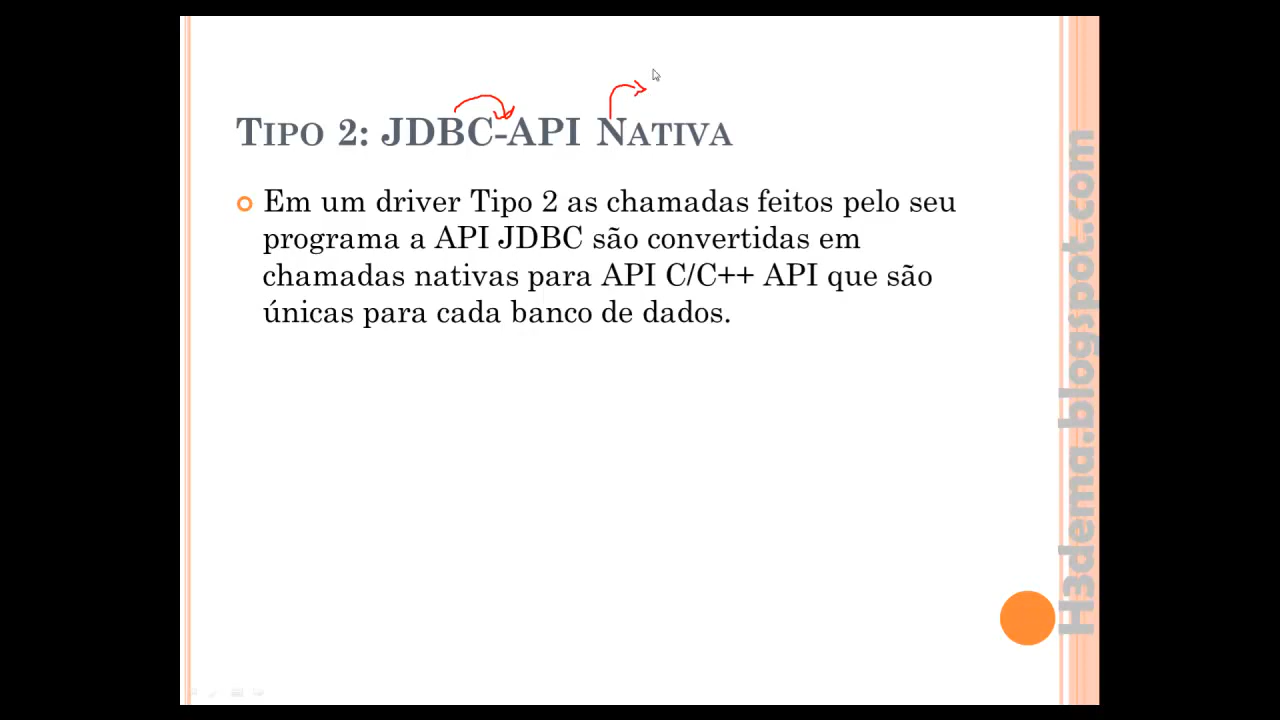 Tipo 2: JDBC-API Nativa
Em um driver Tipo 2 as chamadas feitos pelo seu
programa a API JDBC são convertidas em
chamadas nativas para API C/C++ API que são
únicas para cada banco de dados.
H3dema.blogspot.com